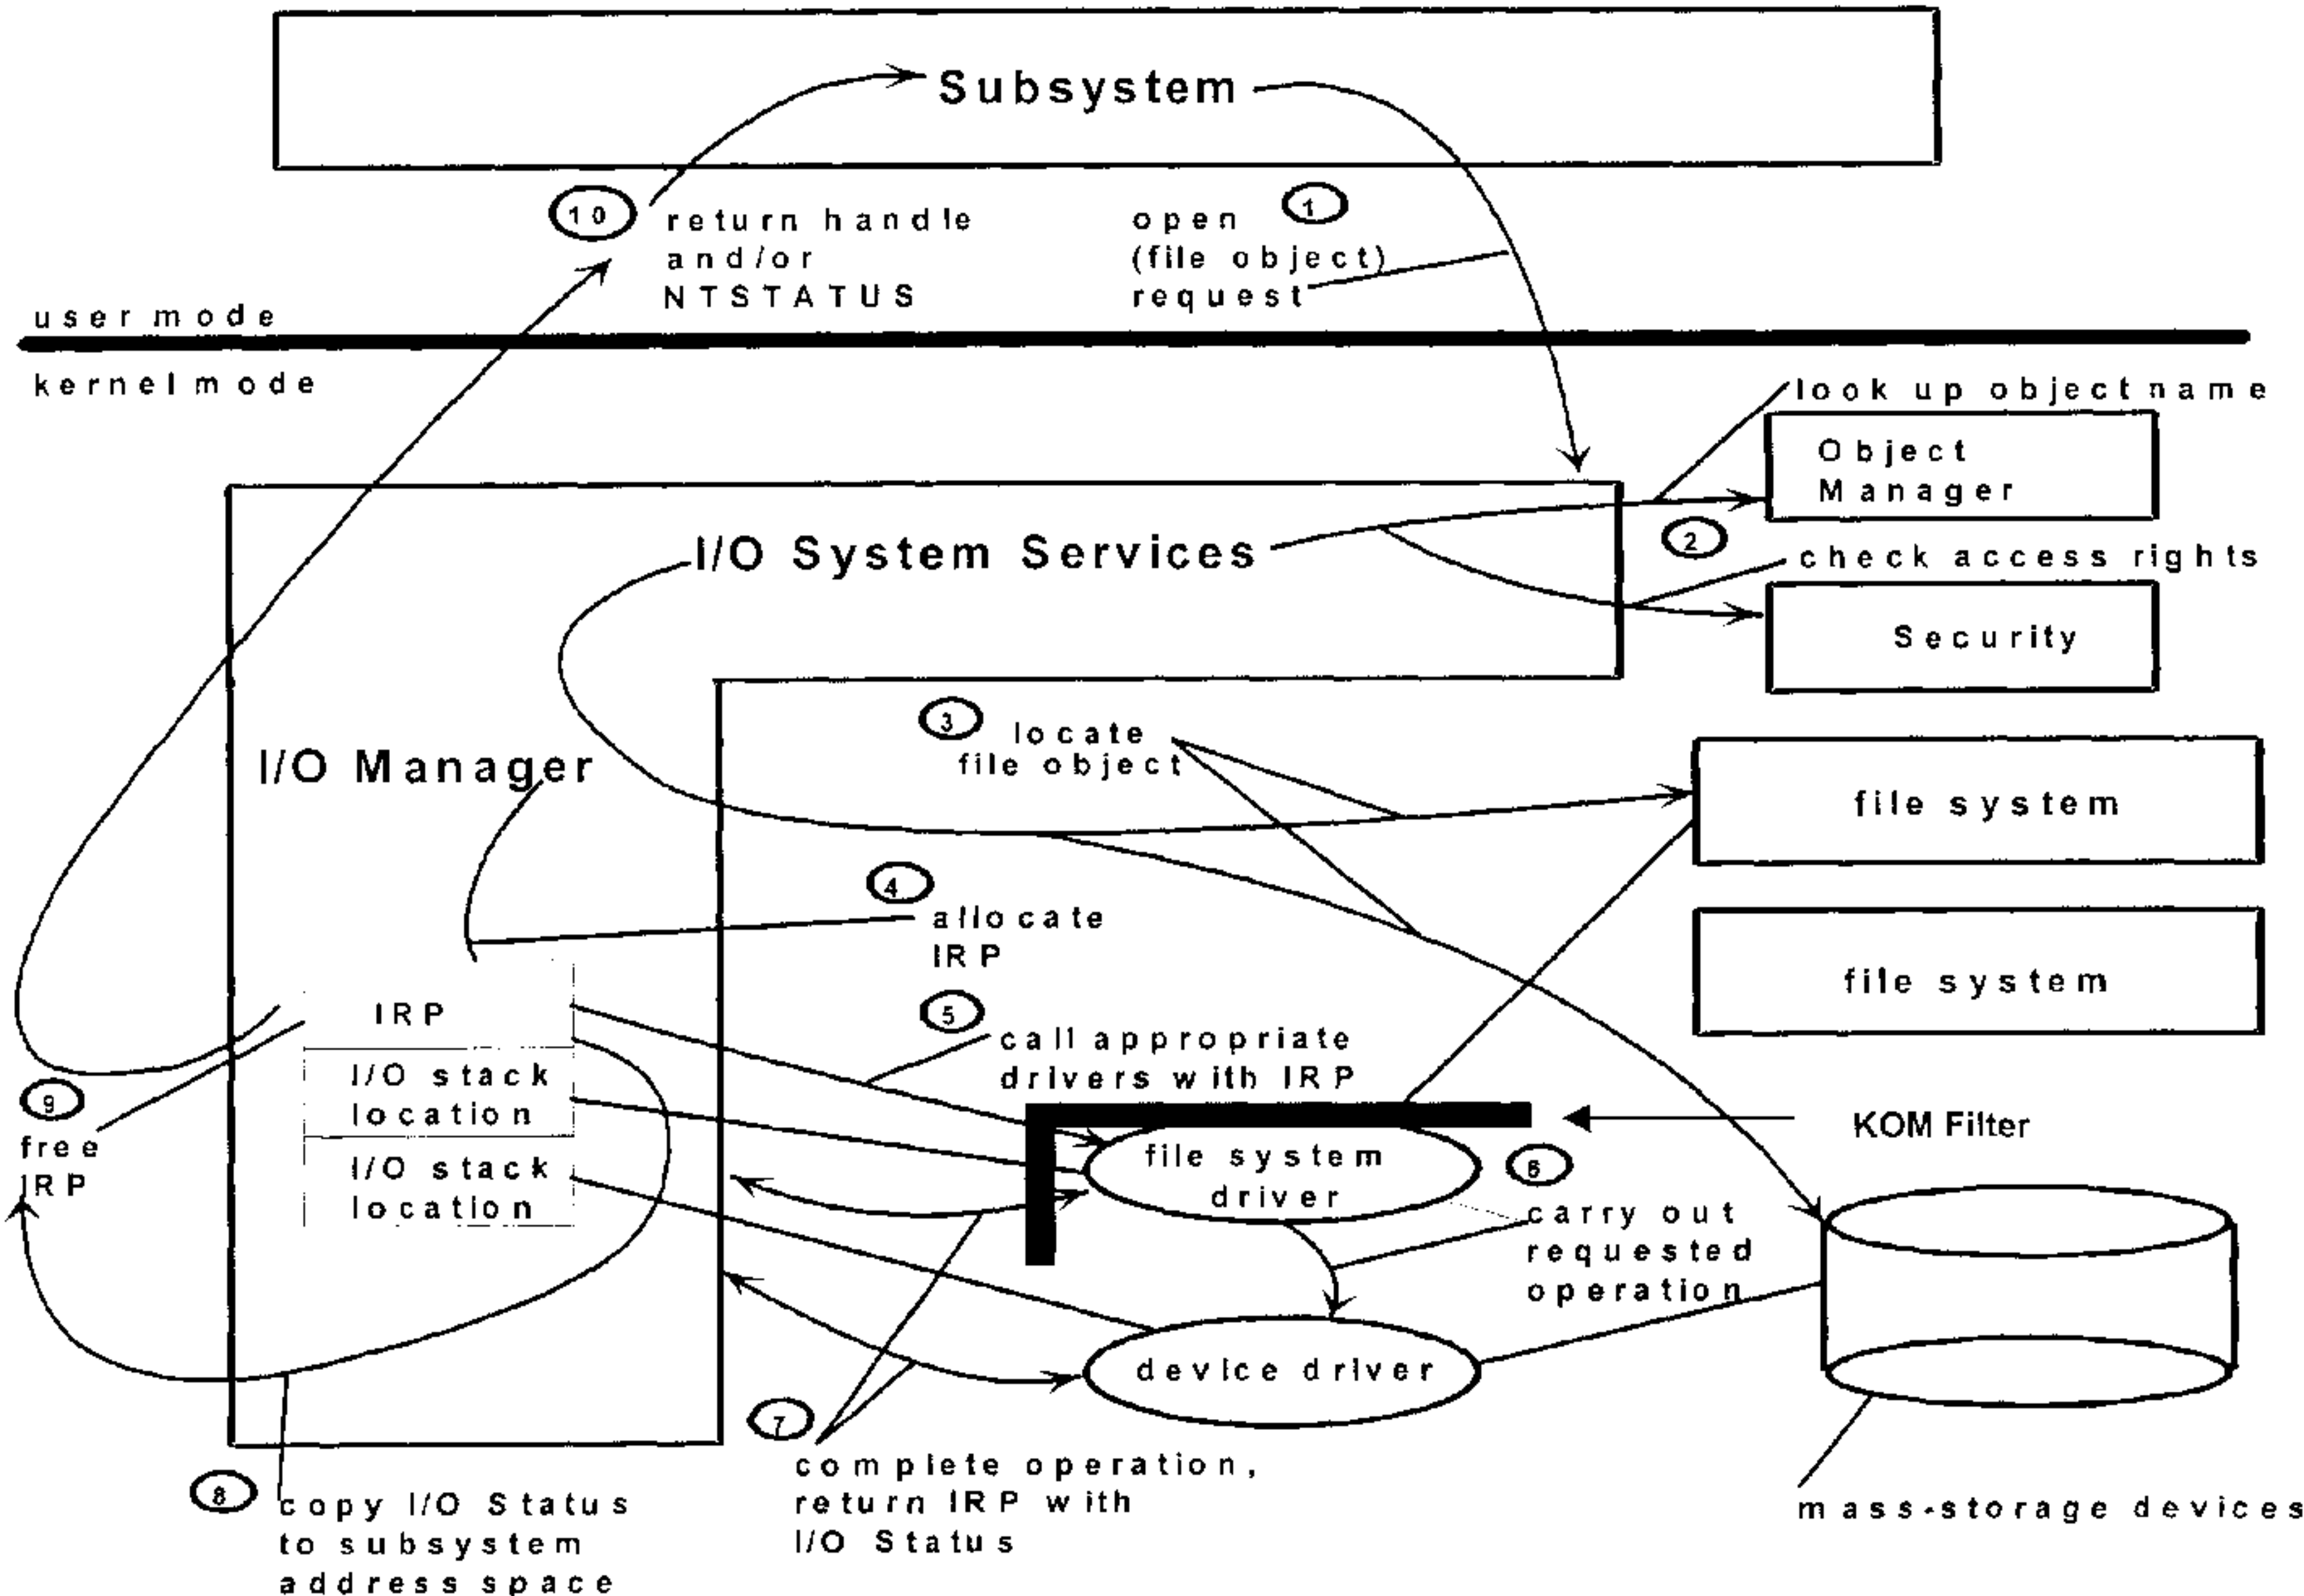 Subsystem
10
return handle
and/or
NTSTATUS
1
open
(file object)
request
user mode
kernel mode
look up object name
Object
Manager
2
I/O System Services
check access rights
Security
3
locate
file object
I/O Manager
file system
4
allocate
IRP
file system
5
IRP
call appropriate
drivers with IRP
I/O stack
location
9
free
IRP
KOM Filter
file system
driver
6
I/O stack
location
carry out
requested
operation
device driver
7
complete operation,
return IRP with
I/O Status
8
copy I/O Status
to subsystem
address space
mass-storage devices